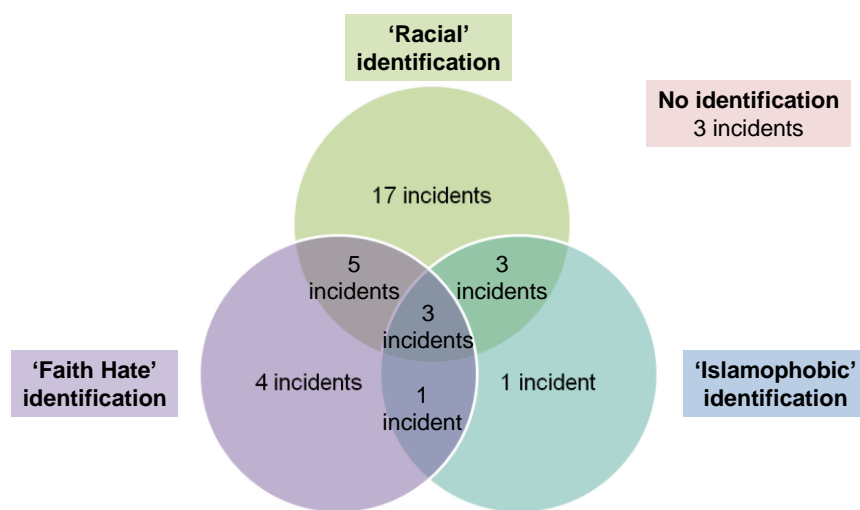 ‘Racial’
identification
No identification
3 incidents
17 incidents
5
incidents
3
incidents
3
incidents
‘Faith Hate’
identification
4 incidents
1
incident
1 incident
‘Islamophobic’
identification